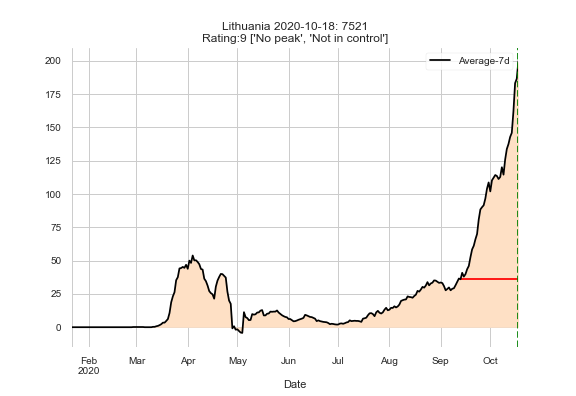 Lithuania 2020-10-18: 7521
Rating:9 ['No peak', 'Not in control']
Average-7d
200
175
150
125
100
75
50
25
0
Feb Mar Apr May Jun Jul Aug Sep Oct
2020
Date